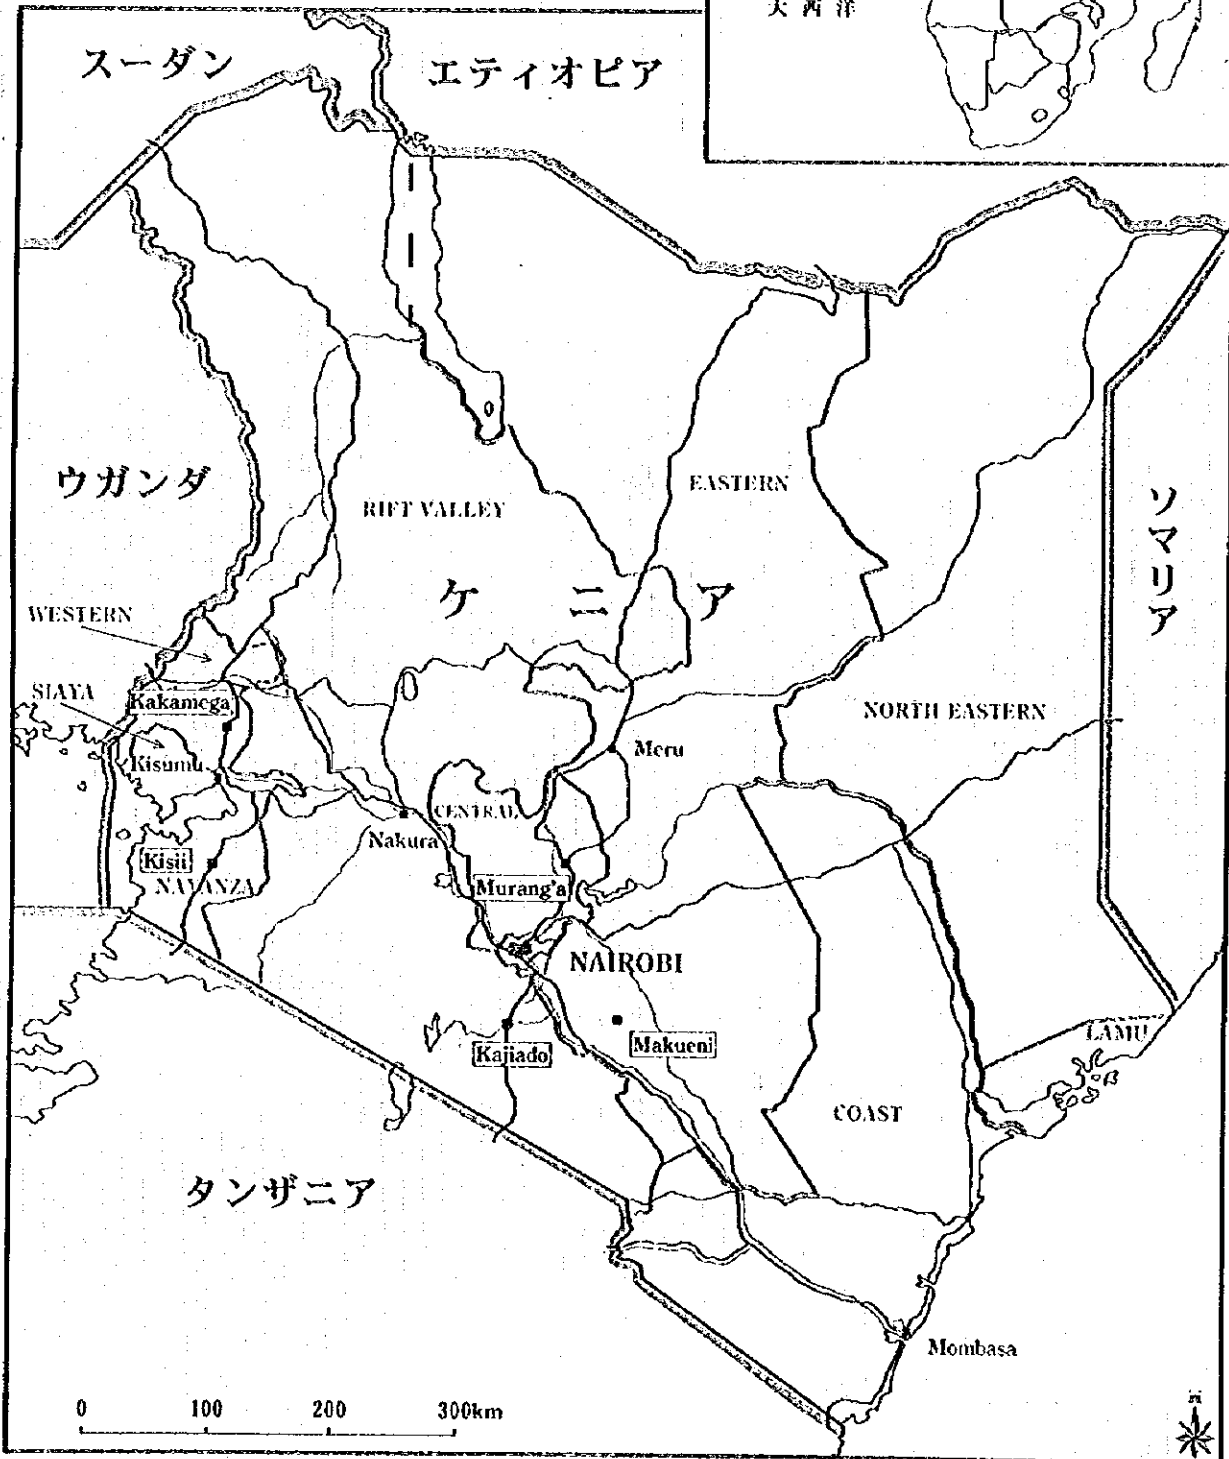 大西洋
スーダン
エティオピア
ウガンダ
RIFT VALLEY
EASTERN
ソマリア
ケニア
WESTERN
SIAYA
Kakamega
NORTH EASTERN
Meru
Kisumu
CENTRAL
Nakura
Kisii
NAYANZA
Murang'a
NAIROBI
LAMU
Kajiado
Makueni
COAST
タンザニア
Mombasa
0 100 200 300km
N